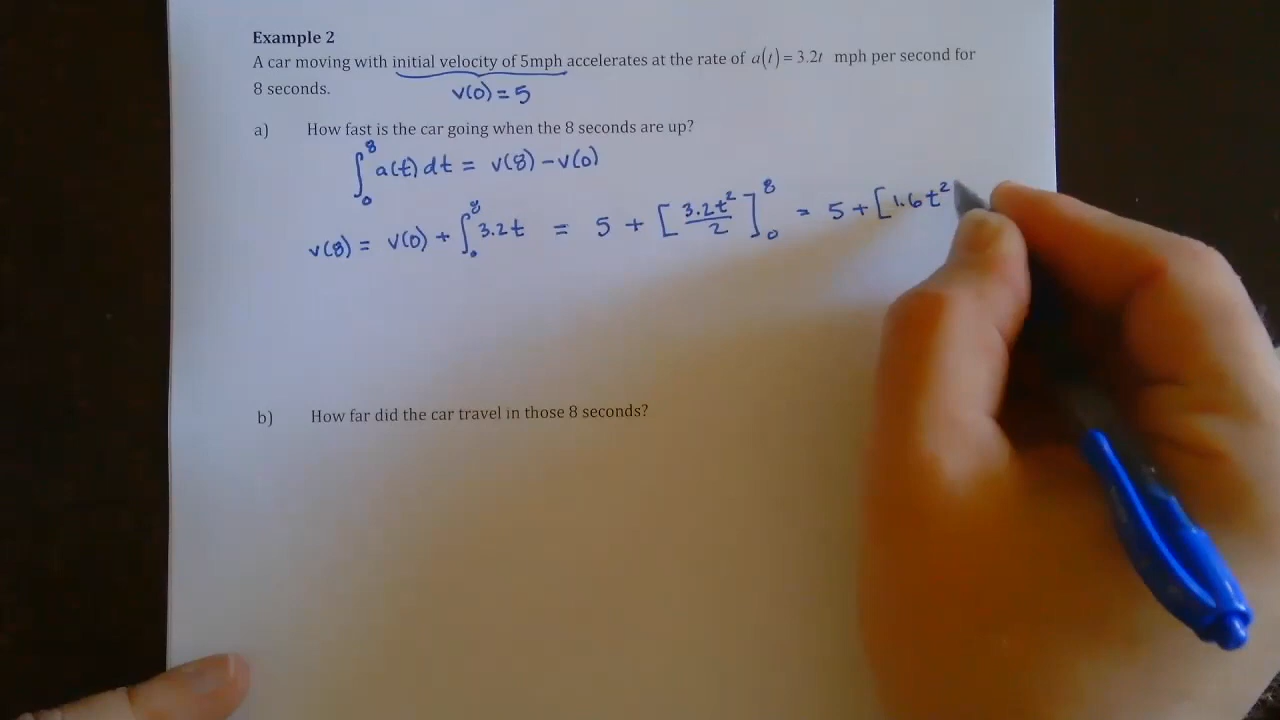 Example 2
A car moving with initial velocity of 5mph accelerates at the rate of a(t) = 3.2t mph per second for
8 seconds.
v(0) = 5
a) How fast is the car going when the 8 seconds are up?
∫₀⁸ a(t) dt = v(8) - v(0)
v(8) = v(0) + ∫₀⁸ 3.2t = 5 + [3.2t²/2]₀⁸ = 5 + [1.6t²
b) How far did the car travel in those 8 seconds?